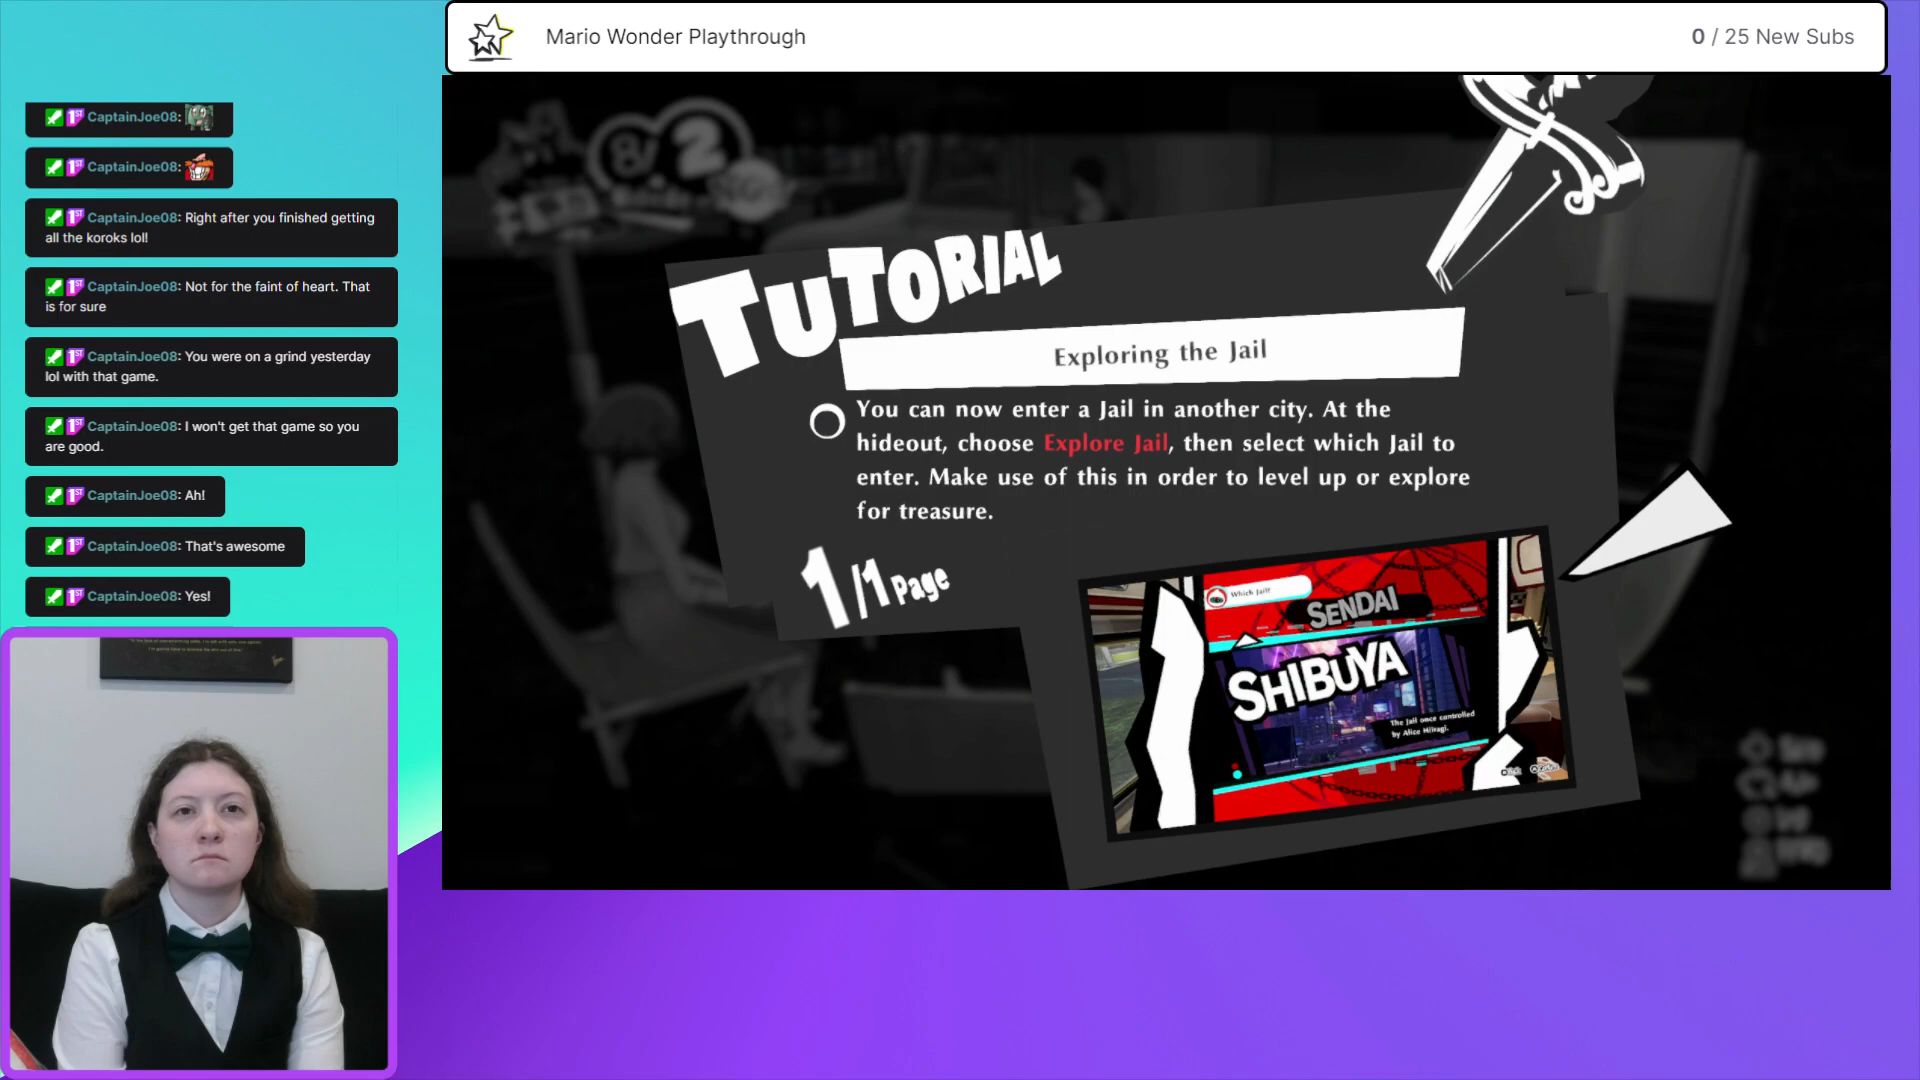 Mario Wonder Playthrough
0 / 25 New Subs
CaptainJoe08:
CaptainJoe08:
CaptainJoe08: Right after you finished getting
all the koroks lol!
CaptainJoe08: Not for the faint of heart. That
is for sure
CaptainJoe08: You were on a grind yesterday
lol with that game.
CaptainJoe08: I won't get that game so you
are good.
CaptainJoe08: Ah!
CaptainJoe08: That's awesome
CaptainJoe08: Yes!
8/2
TUTORIAL
Exploring the Jail
You can now enter a Jail in another city. At the
hideout, choose Explore Jail, then select which Jail to
enter. Make use of this in order to level up or explore
for treasure.
1/1 Page
Which Jail?
SENDAI
SHIBUYA
The Jail once controlled
by Alice Hiiragi.